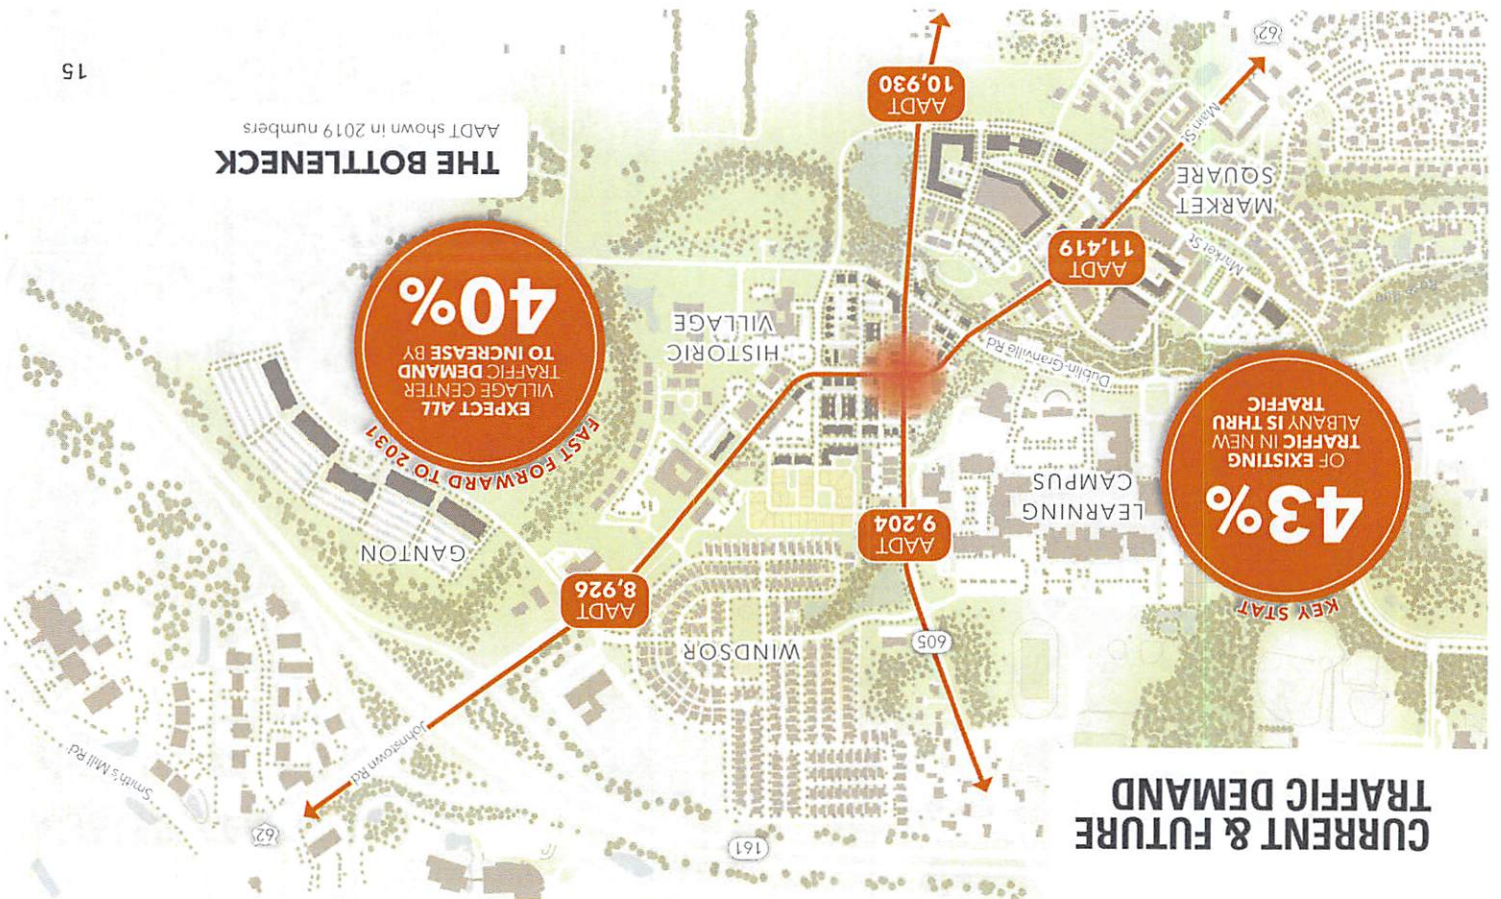 CURRENT & FUTURE
TRAFFIC DEMAND
161
62
Smith's Mill Rd
Johnstown Rd
KEY STAT
43%
OF EXISTING
TRAFFIC IN NEW
ALBANY IS THRU
TRAFFIC
605
WINDSOR
AADT
8,926
GANTON
AADT
9,204
LEARNING
CAMPUS
FAST FORWARD TO 2031
EXPECT ALL
VILLAGE CENTER
TRAFFIC DEMAND
TO INCREASE BY
40%
Dublin-Granville Rd
HISTORIC
VILLAGE
AADT
11,419
Market St
MARKET
SQUARE
Main St
AADT
10,930
62
THE BOTTLENECK
AADT shown in 2019 numbers
15